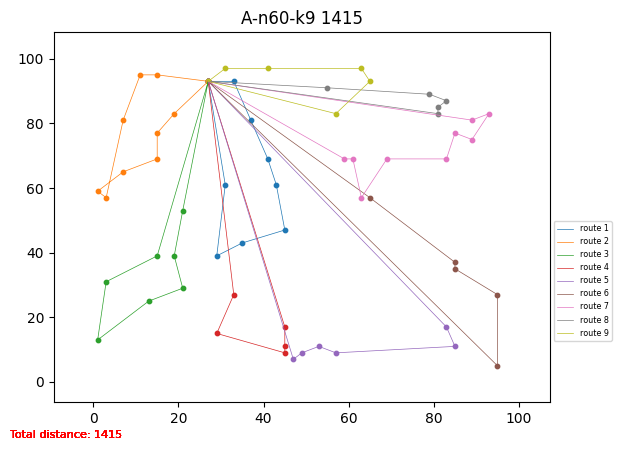 A-n60-k9 1415
100
80
60
40
20
0
0 20 40 60 80 100
route 1
route 2
route 3
route 4
route 5
route 6
route 7
route 8
route 9
Total distance: 1415